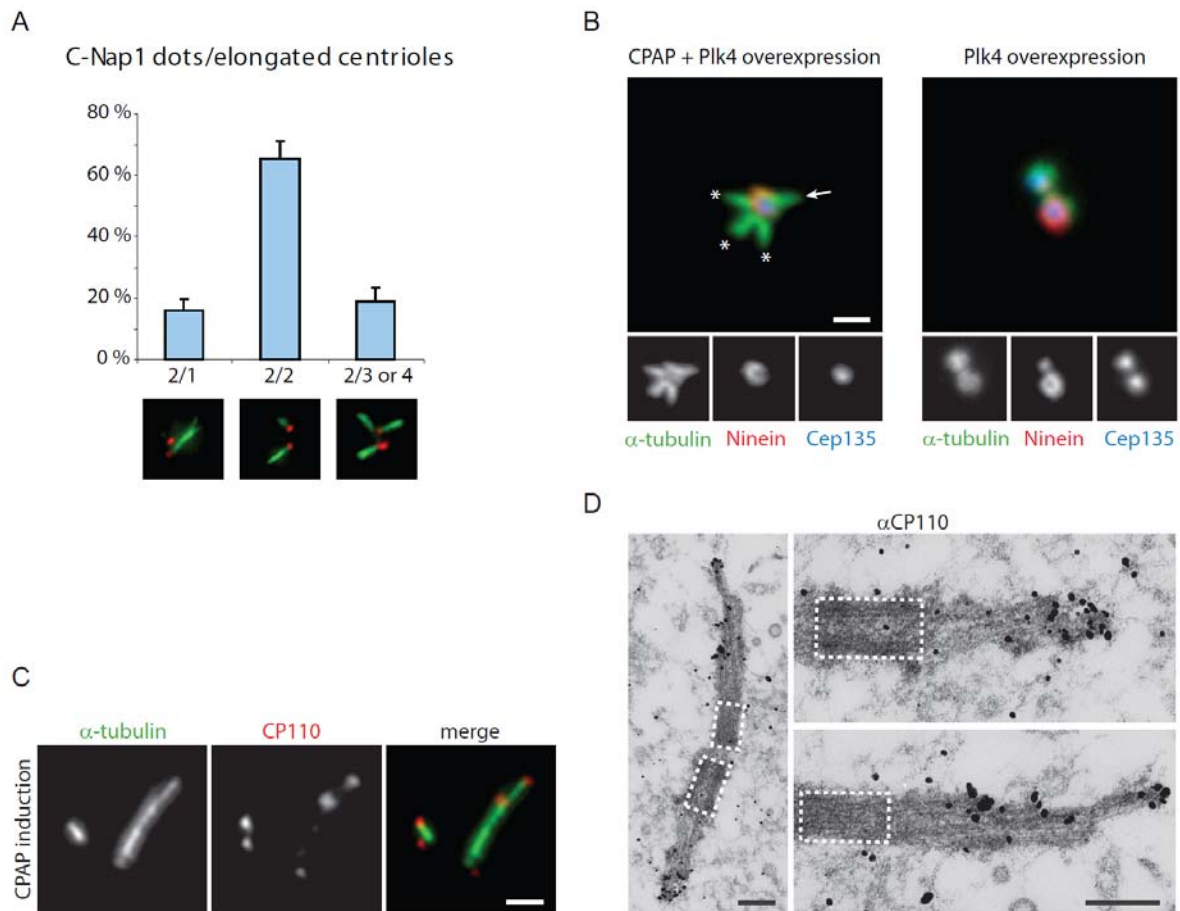 A
C-Nap1 dots/elongated centrioles
80 %
60 %
40 %
20 %
0 %
2/1 2/2 2/3 or 4
B
CPAP + Plk4 overexpression Plk4 overexpression
* 
*
*
α-tubulin Ninein Cep135 α-tubulin Ninein Cep135
C
α-tubulin CP110 merge
CPAP induction
D
αCP110